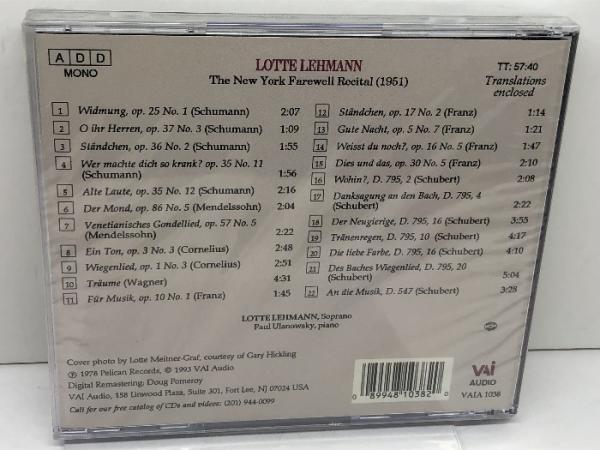 A D D
MONO
LOTTE LEHMANN
The New York Farewell Recital (1951)
TT: 57:40
Translations
enclosed
1 Widmung, op. 25 No. 1 (Schumann) 2:07
2 O ihr Herren, op. 37 No. 3 (Schumann) 1:09
3 Ständchen, op. 36 No. 2 (Schumann) 1:55
4 Wer machte dich so krank? op. 35 No. 11
(Schumann) 1:56
5 Alte Laute, op. 35 No. 12 (Schumann) 2:16
6 Der Mond, op. 86 No. 5 (Mendelssohn) 2:04
7 Venetianisches Gondellied, op. 57 No. 5
(Mendelssohn) 2:22
8 Ein Ton, op. 3 No. 3 (Cornelius) 2:48
9 Wiegenlied, op. 1 No. 3 (Cornelius) 2:51
10 Träume (Wagner) 4:31
11 Für Musik, op. 10 No. 1 (Franz) 1:45
12 Ständchen, op. 17 No. 2 (Franz) 1:14
13 Gute Nacht, op. 5 No. 7 (Franz) 1:21
14 Weisst du noch?, op. 16 No. 5 (Franz) 1:47
15 Dies und das, op. 30 No. 5 (Franz) 2:10
16 Wohin?, D. 795, 2 (Schubert) 2:08
17 Danksagung an den Bach, D. 795, 4
(Schubert) 2:22
18 Der Neugierige, D. 795, 16 (Schubert) 3:55
19 Tränenregen, D. 795, 10 (Schubert) 4:17
20 Die liebe Farbe, D. 795, 16 (Schubert) 4:10
21 Des Baches Wiegenlied, D. 795, 20
(Schubert) 5:04
22 An die Musik, D. 547 (Schubert) 3:28
LOTTE LEHMANN, Soprano
Paul Ulanowsky, piano
Cover photo by Lotte Meitner-Graf, courtesy of Gary Hickling
℗ 1978 Pelican Records, © 1993 VAI Audio
Digital Remastering: Doug Pomeroy
VAI Audio, 158 Linwood Plaza, Suite 301, Fort Lee, NJ 07024 USA
Call for our free catalog of CDs and videos: (201) 944-0099
0 89948 10382 0
VAI
AUDIO
VAIA 1038